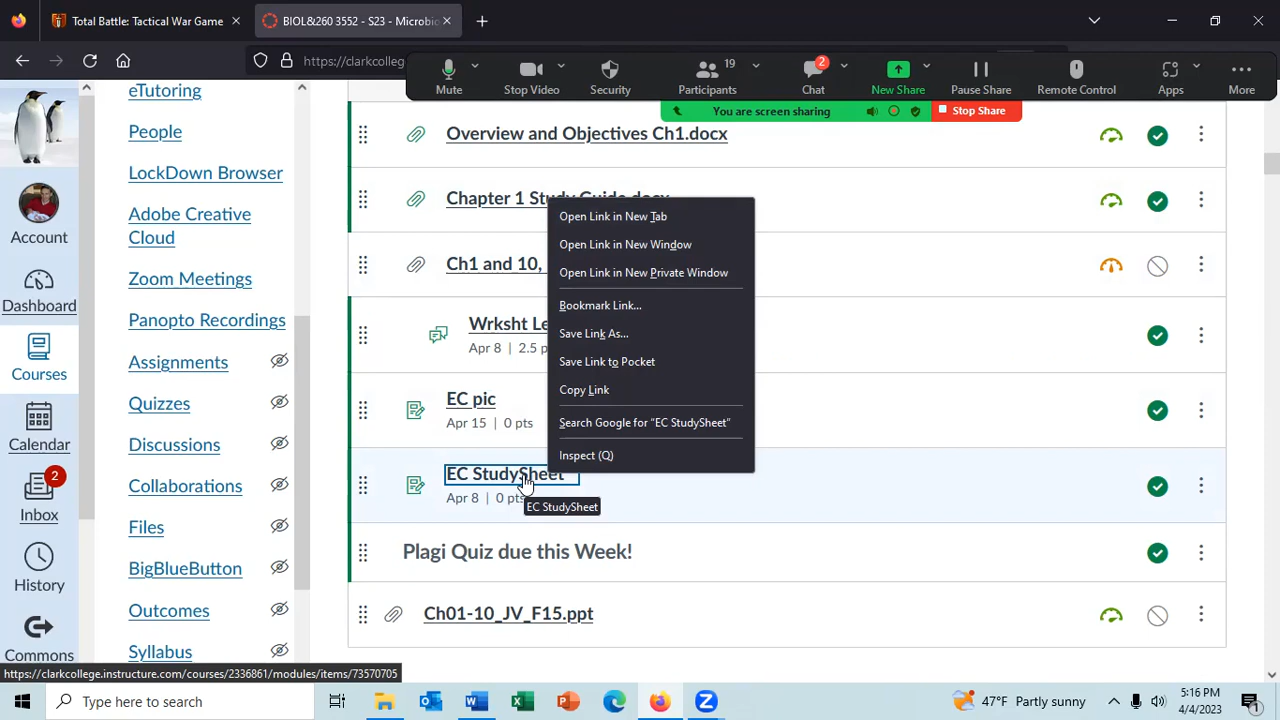 Total Battle: Tactical War Game
BIOL&260 3552 - S23 - Microbio
https://clarkcolleg
Mute
Stop Video
Security
19
Participants
2
Chat
New Share
Pause Share
Remote Control
Apps
More
You are screen sharing
Stop Share
Account
Dashboard
Courses
Calendar
2
Inbox
History
Commons
eTutoring
People
LockDown Browser
Adobe Creative
Cloud
Zoom Meetings
Panopto Recordings
Assignments
Quizzes
Discussions
Collaborations
Files
BigBlueButton
Outcomes
Syllabus
Overview and Objectives Ch1.docx
Chapter 1 Study Guide.docx
Ch1 and 10,
Wrksht Le
Apr 8 | 2.5 p
EC pic
Apr 15 | 0 pts
EC StudySheet
Apr 8 | 0 pts
EC StudySheet
Plagi Quiz due this Week!
Ch01-10_JV_F15.ppt
Open Link in New Tab
Open Link in New Window
Open Link in New Private Window
Bookmark Link...
Save Link As...
Save Link to Pocket
Copy Link
Search Google for "EC StudySheet"
Inspect (Q)
https://clarkcollege.instructure.com/courses/2336861/modules/items/73570705
Type here to search
47°F Partly sunny
5:16 PM
4/4/2023
1